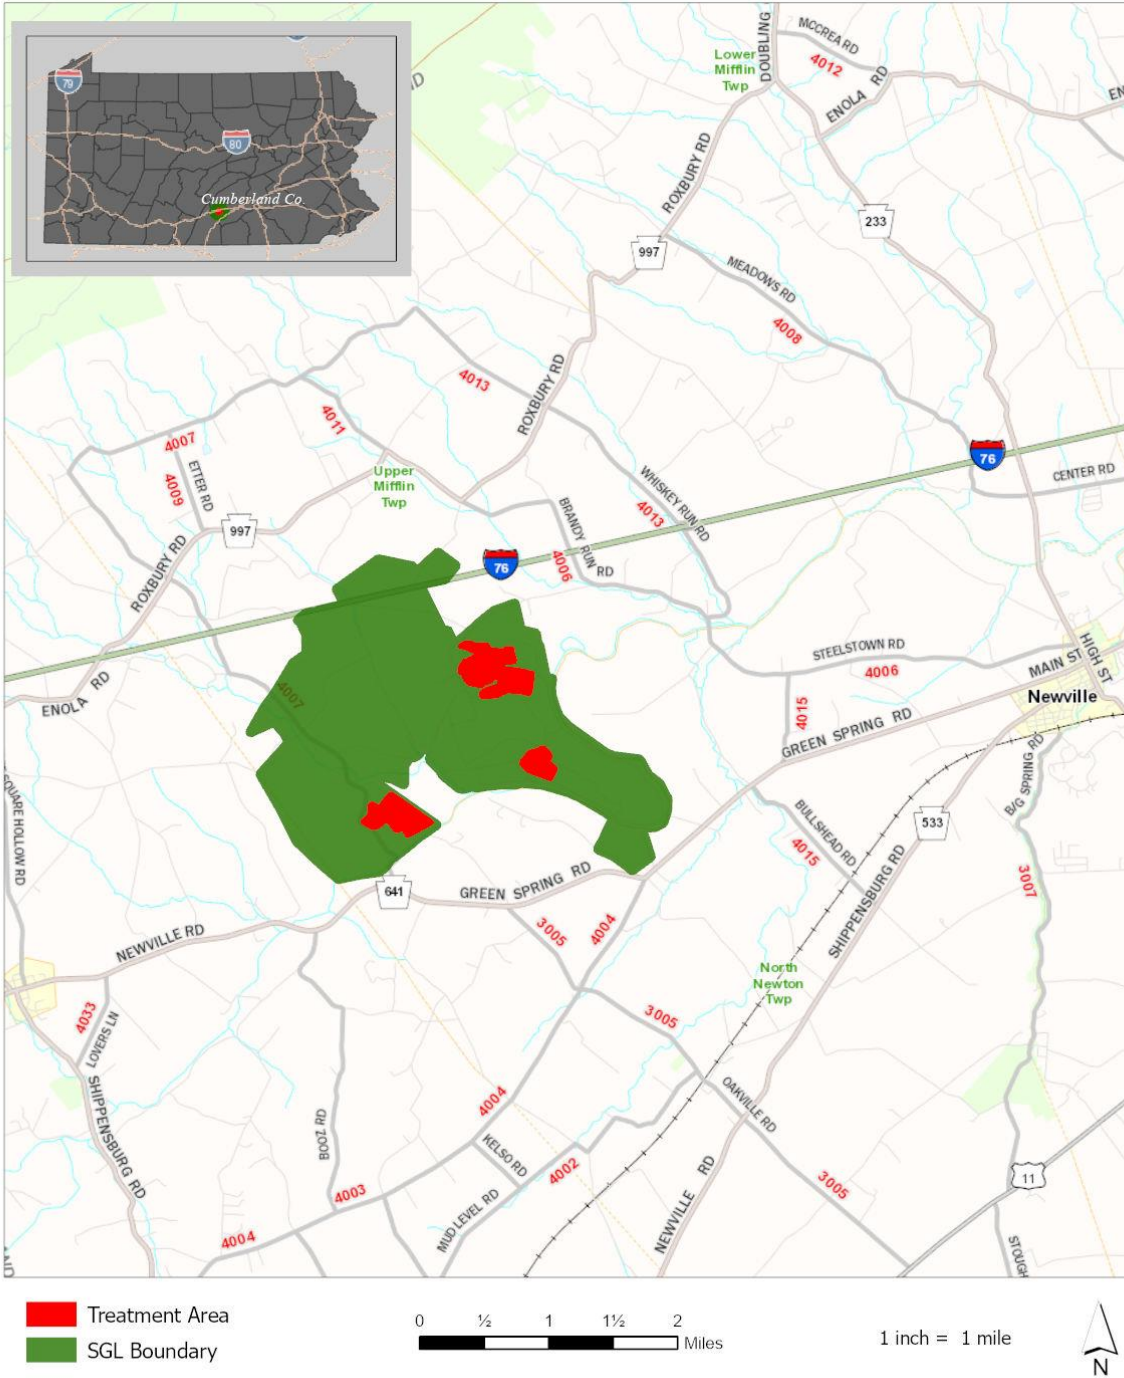 79
80
Cumberland Co.
DOUBLING
MCCREA RD
4012
Lower
Mifflin
Twp
ENOLA RD
ROXBURY RD
997
233
MEADOWS RD
4008
ROXBURY RD
4013
4011
4007
4009
ETTER RD
Upper
Mifflin
Twp
76
CENTER RD
WHISKEY RUN RD
4013
997
BRANDY RUN
RD
4006
76
ROXBURY RD
ENOLA RD
STEELSTOWN RD
4006
MAIN ST
HIGH ST
Newville
4007
4015
GREEN SPRING RD
SQUARE HOLLOW RD
B/G SPRING RD
BULLSHEAD RD
4015
533
3007
641
GREEN SPRING RD
SHIPPENSBURG RD
NEWVILLE RD
3005
4004
North
Newton
Twp
4033
LOVERS LN
3005
SHIPPENSBURG RD
4004
OAKVILLE RD
BOOZ RD
KELSO RD
4002
4003
3005
11
MUD LEVEL RD
NEWVILLE RD
4004
STOUGH
Treatment Area
SGL Boundary
0 ½ 1 1½ 2
Miles
1 inch = 1 mile
N